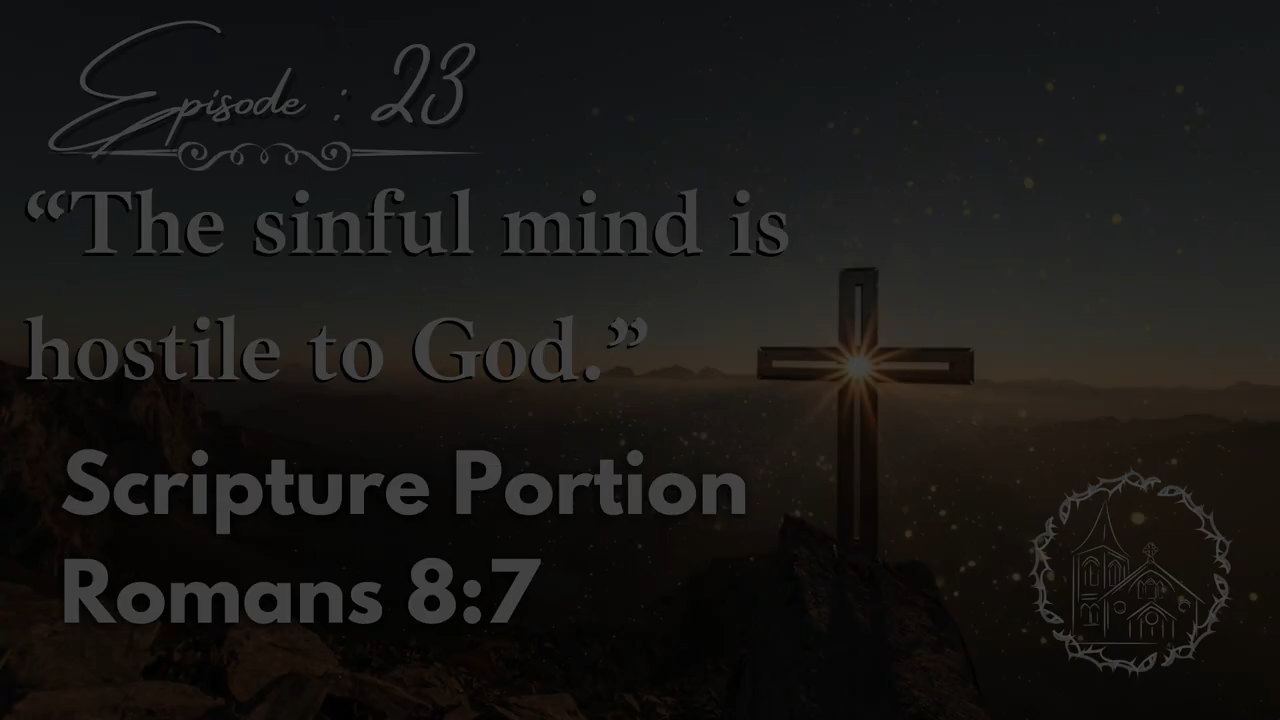 Episode : 23
“The sinful mind is
hostile to God.”
Scripture Portion
Romans 8:7